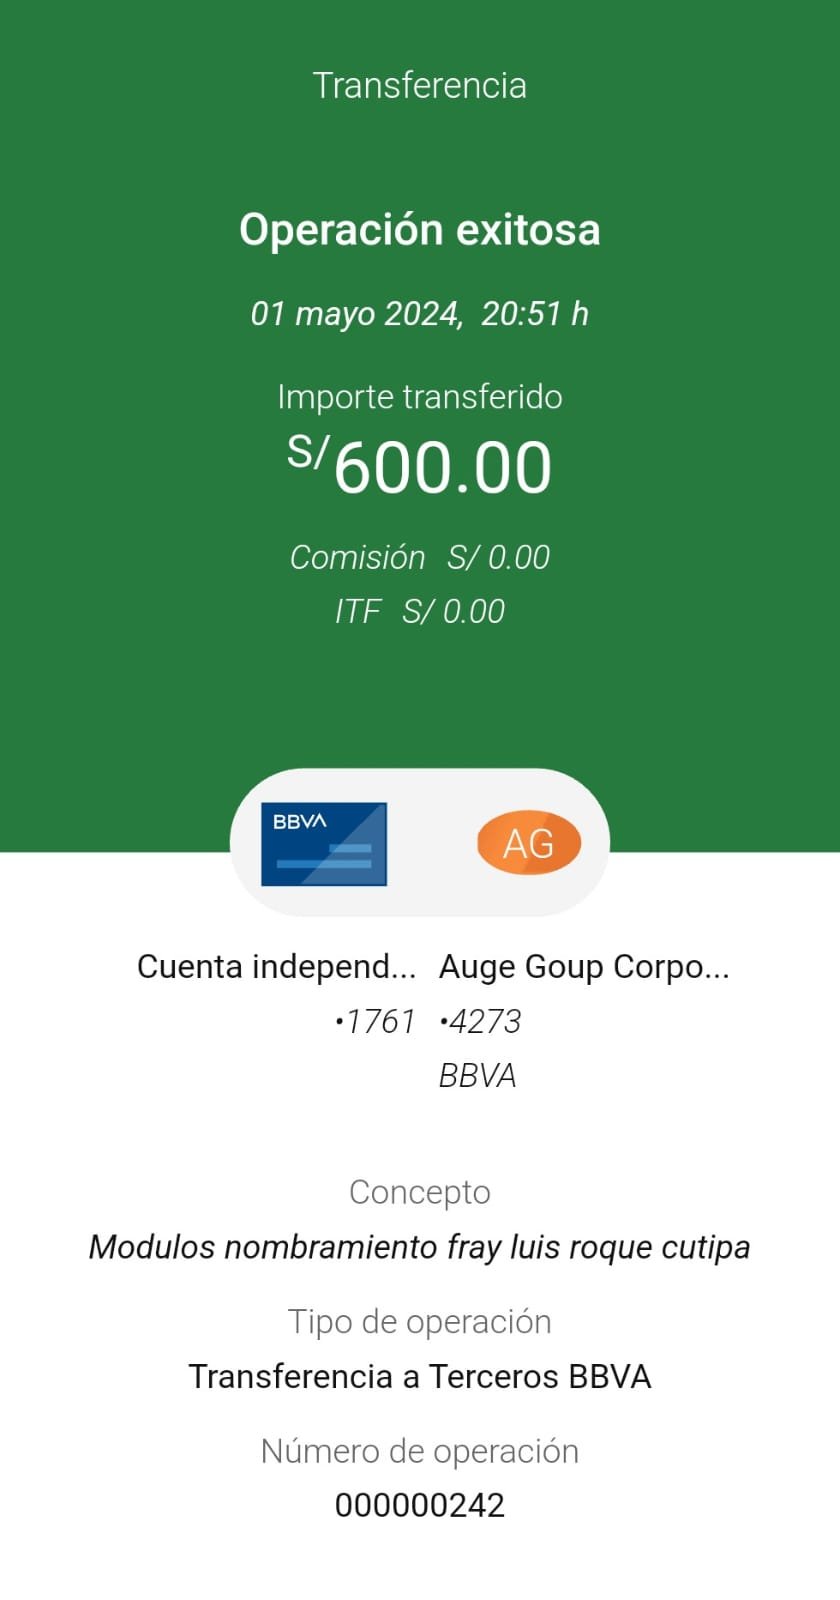 Transferencia
Operación exitosa
01 mayo 2024, 20:51 h
Importe transferido
S/600.00
Comisión S/ 0.00
ITF S/ 0.00
BBVA AG
Cuenta independ... Auge Goup Corpo...
•1761 •4273
BBVA
Concepto
Modulos nombramiento fray luis roque cutipa
Tipo de operación
Transferencia a Terceros BBVA
Número de operación
000000242